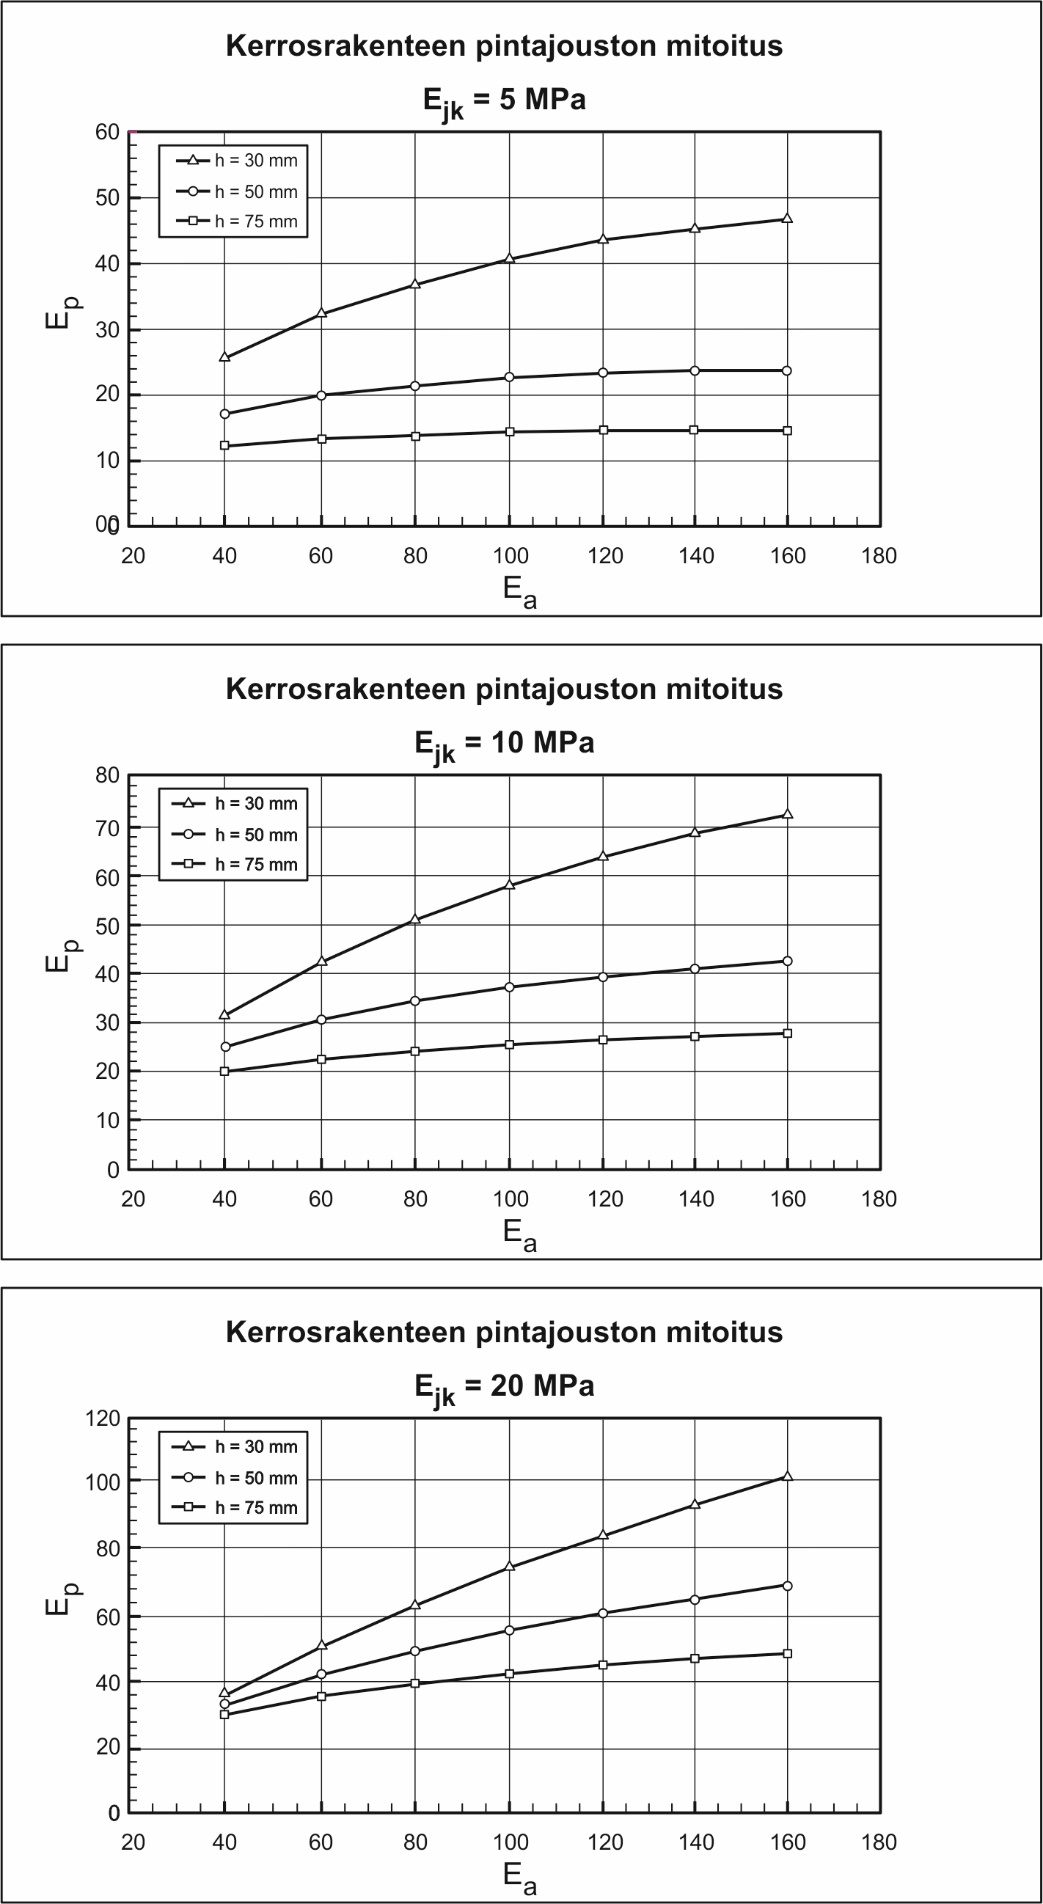 Kerrosrakenteen pintajouston mitoitus
Ejk = 5 MPa
60
50
40
30
20
10
00
0
Ep
h = 30 mm
h = 50 mm
h = 75 mm
20 40 60 80 100 120 140 160 180
Ea
Kerrosrakenteen pintajouston mitoitus
Ejk = 10 MPa
80
70
60
50
40
30
20
10
0
Ep
h = 30 mm
h = 50 mm
h = 75 mm
20 40 60 80 100 120 140 160 180
Ea
Kerrosrakenteen pintajouston mitoitus
Ejk = 20 MPa
120
100
80
60
40
20
0
Ep
h = 30 mm
h = 50 mm
h = 75 mm
20 40 60 80 100 120 140 160 180
Ea